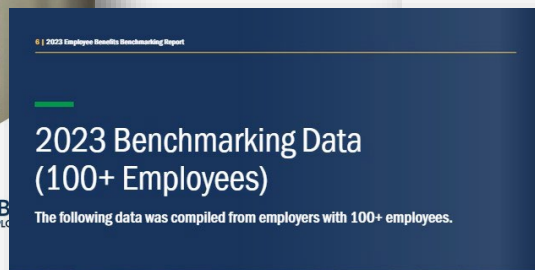 6 | 2023 Employee Benefits Benchmarking Report
2023 Benchmarking Data
(100+ Employees)
The following data was compiled from employers with 100+ employees.